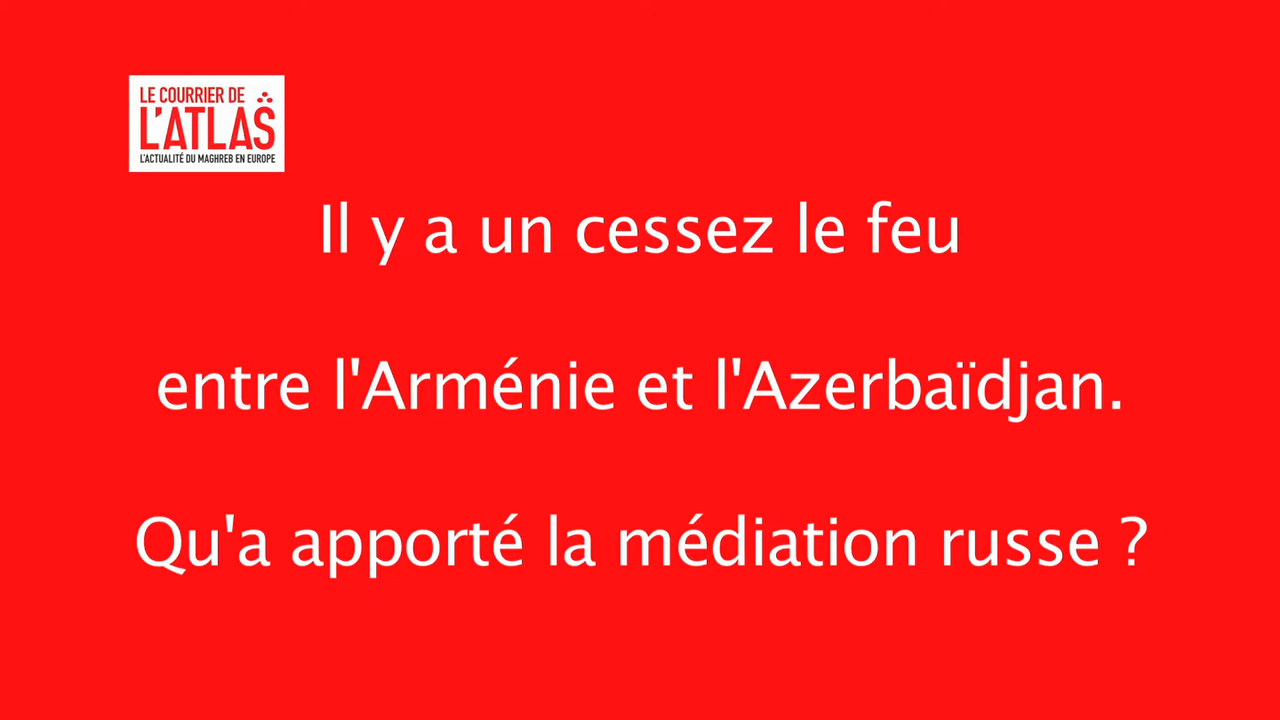 LE COURRIER DE
L'ATLAS
L'ACTUALITÉ DU MAGHREB EN EUROPE
Il y a un cessez le feu
entre l'Arménie et l'Azerbaïdjan.
Qu'a apporté la médiation russe ?